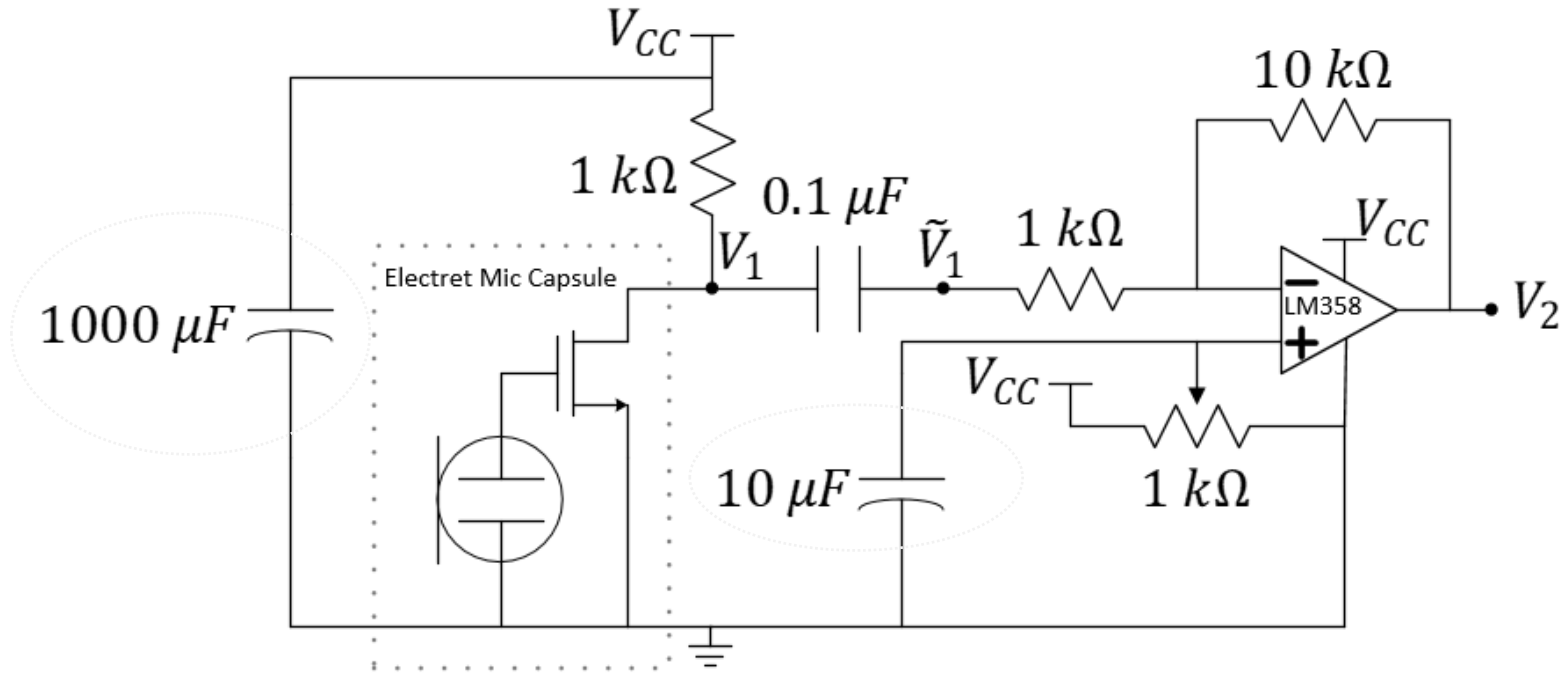 V_CC
10 kΩ
1 kΩ
0.1 μF
V_1
Ṽ_1
1 kΩ
V_CC
Electret Mic Capsule
LM358
V_2
1000 μF
V_CC
10 μF
1 kΩ